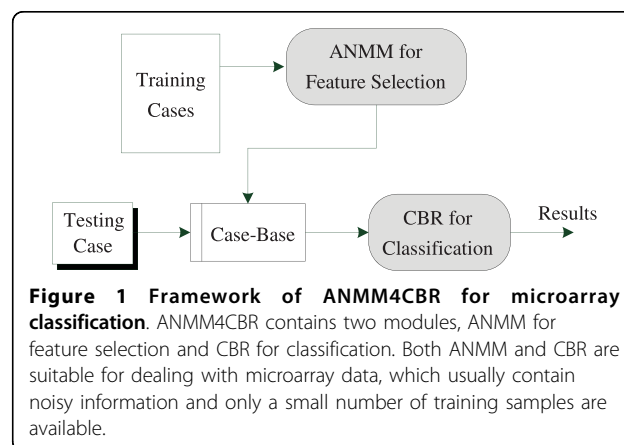 Training
Cases
ANMM for
Feature Selection
Testing
Case
Case-Base
CBR for
Classification
Results
Figure 1 Framework of ANMM4CBR for microarray
classification. ANMM4CBR contains two modules, ANMM for
feature selection and CBR for classification. Both ANMM and CBR are
suitable for dealing with microarray data, which usually contain
noisy information and only a small number of training samples are
available.